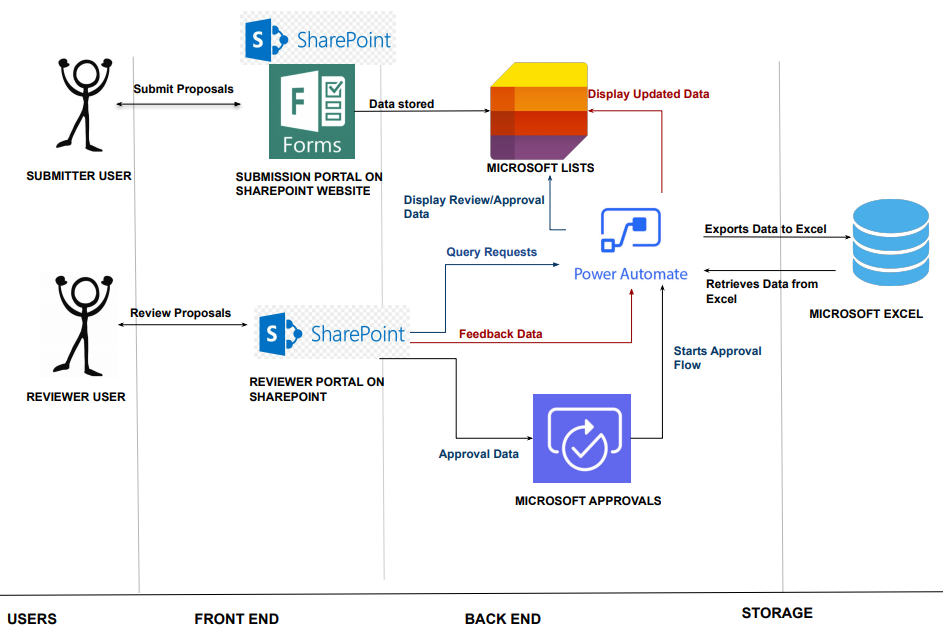 S SharePoint
Submit Proposals
F
Forms
Data stored
Display Updated Data
SUBMITTER USER
SUBMISSION PORTAL ON
SHAREPOINT WEBSITE
MICROSOFT LISTS
Display Review/Approval
Data
Exports Data to Excel
Query Requests
Power Automate
Retrieves Data from
Excel
MICROSOFT EXCEL
Review Proposals
S SharePoint
Feedback Data
REVIEWER USER
REVIEWER PORTAL ON
SHAREPOINT
Starts Approval
Flow
Approval Data
MICROSOFT APPROVALS
USERS
FRONT END
BACK END
STORAGE